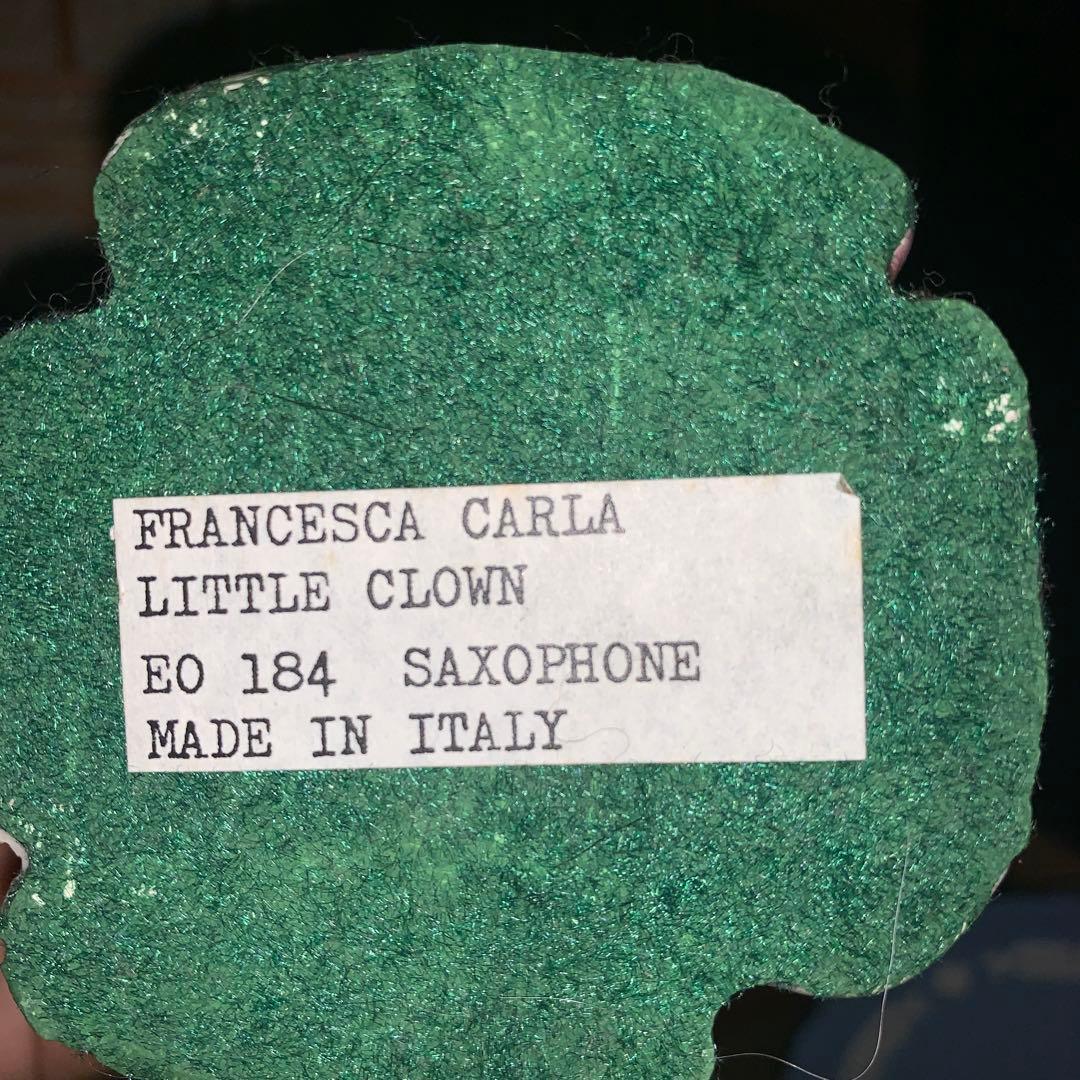 FRANCESCA CARLA
LITTLE CLOWN
EO 184 SAXOPHONE
MADE IN ITALY